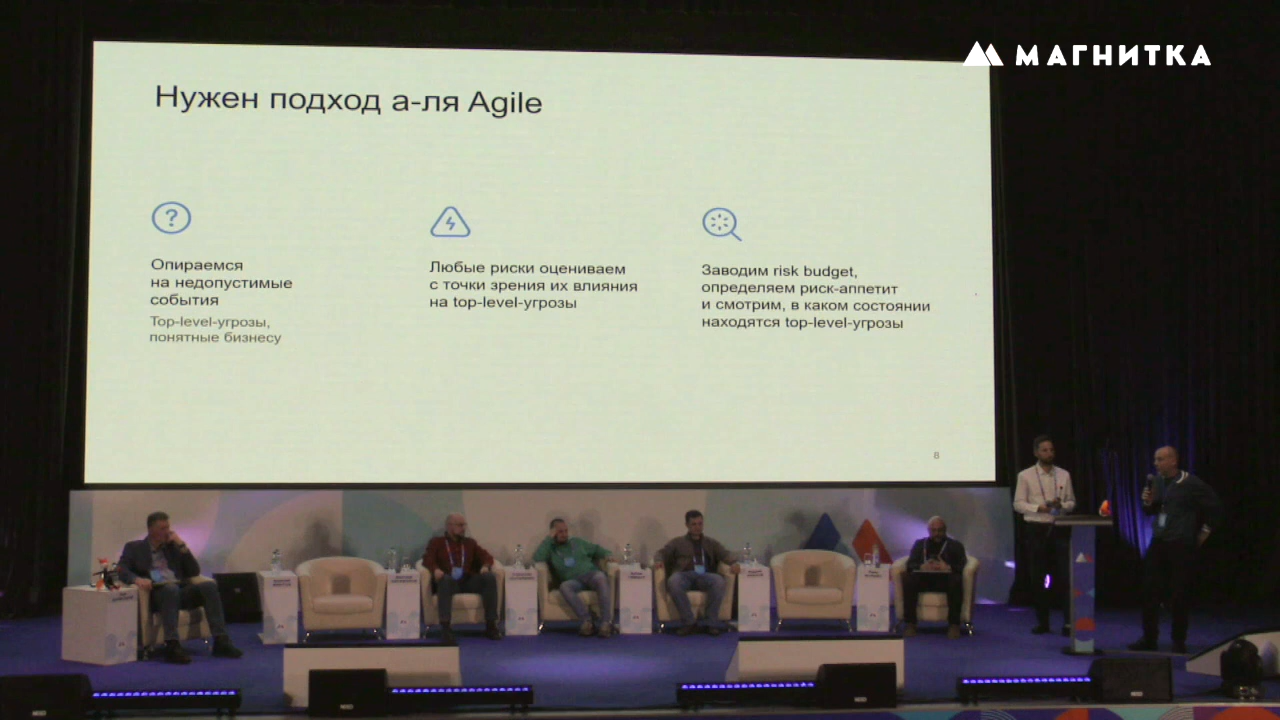 МАГНИТКА
Нужен подход а-ля Agile
Опираемся
на недопустимые
события
Top-level-угрозы,
понятные бизнесу
Любые риски оцениваем
с точки зрения их влияния
на top-level-угрозы
Заводим risk budget,
определяем риск-аппетит
и смотрим, в каком состоянии
находятся top-level-угрозы
8